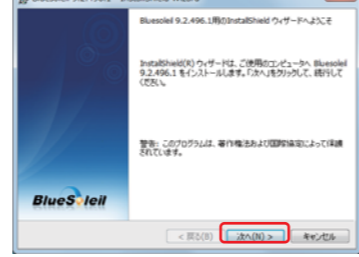 Bluesoleil 9.2.496.1用のInstallShield ウィザードへようこそ
InstallShield(R) ウィザードは、ご使用のコンピュータへ Bluesoleil
9.2.496.1 をインストールします。「次へ」をクリックして、続行して
ください。
警告: このプログラムは、著作権法および国際協定によって保護
されています。
BlueSoleil
< 戻る(B)
次へ(N) >
キャンセル